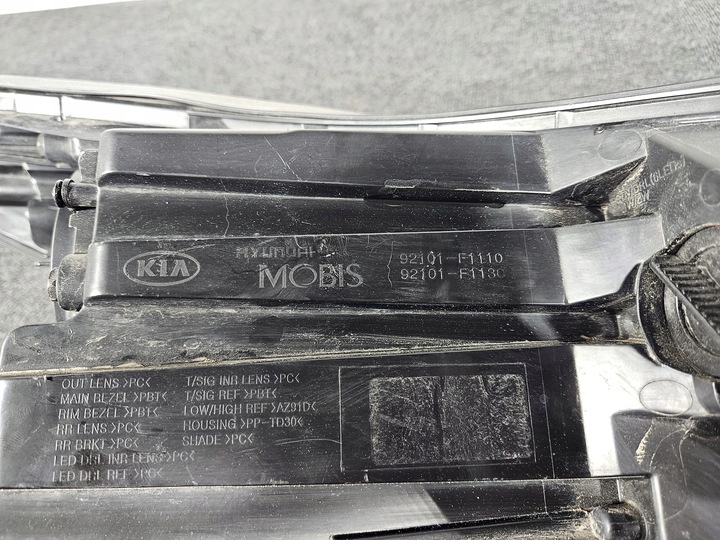 KIA
HYUNDAI
MOBIS
92101-F1110
92101-F113C
OUT LENS >PC<
MAIN BEZEL >PBT<
RIM BEZEL >PBT<
RR LENS >PC<
RR BRKT >PC<
LED DRL INR LENS >PC<
LED DRL REF >PC<
T/SIG INR LENS >PC<
T/SIG REF >PBT<
LOW/HIGH REF >AZ91D<
HOUSING >PP-TD30<
SHADE >PC<